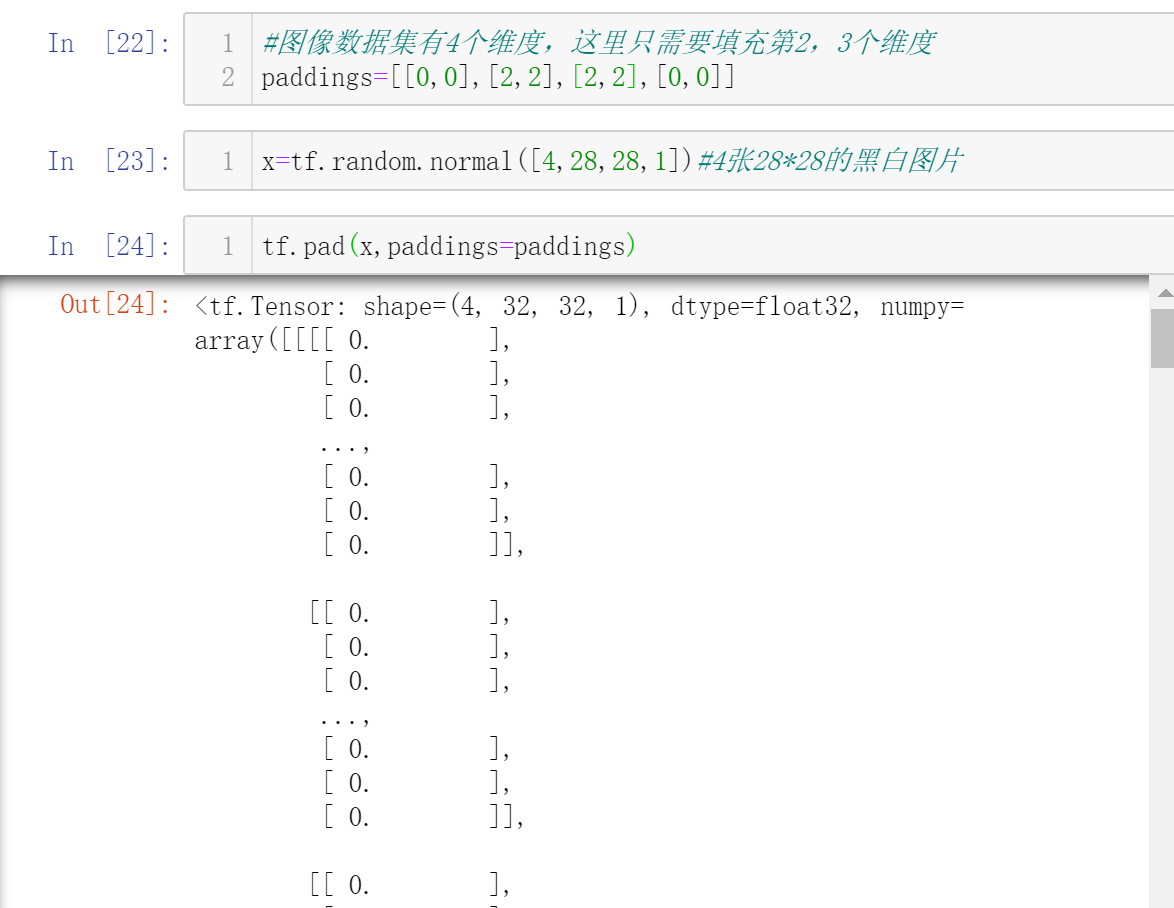 In [22]: 1 #图像数据集有4个维度，这里只需要填充第2，3个维度
2 paddings=[[0,0],[2,2],[2,2],[0,0]]
In [23]: 1 x=tf.random.normal([4,28,28,1])#4张28*28的黑白图片
In [24]: 1 tf.pad(x,paddings=paddings)
Out[24]: <tf.Tensor: shape=(4, 32, 32, 1), dtype=float32, numpy=
array([[[[ 0. ],
[ 0. ],
[ 0. ],
...,
[ 0. ],
[ 0. ],
[ 0. ]],
[[ 0. ],
[ 0. ],
[ 0. ],
...,
[ 0. ],
[ 0. ],
[ 0. ]],
[[ 0. ],